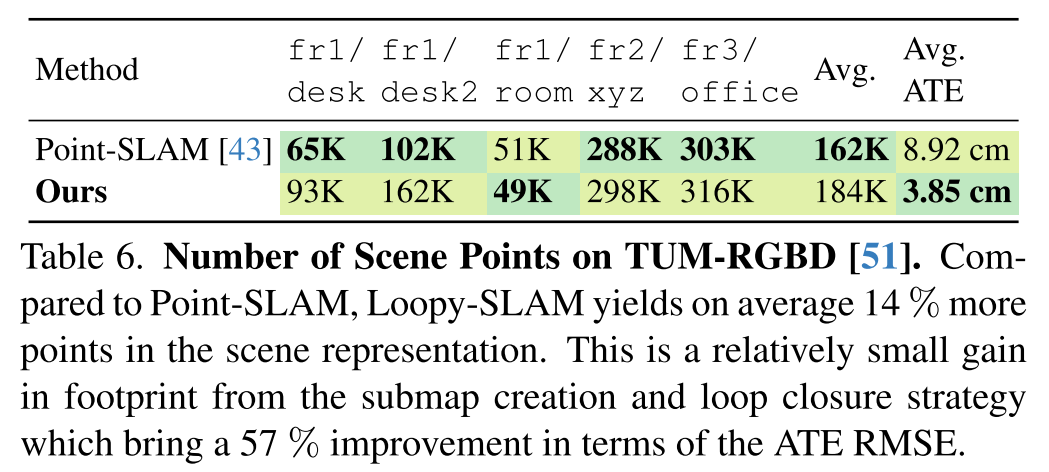 Method fr1/ desk fr1/ desk2 fr1/ room fr2/ xyz fr3/ office Avg. Avg. ATE
Point-SLAM [43] 65K 102K 51K 288K 303K 162K 8.92 cm
Ours 93K 162K 49K 298K 316K 184K 3.85 cm
Table 6. Number of Scene Points on TUM-RGBD [51]. Com-
pared to Point-SLAM, Loopy-SLAM yields on average 14 % more
points in the scene representation. This is a relatively small gain
in footprint from the submap creation and loop closure strategy
which bring a 57 % improvement in terms of the ATE RMSE.